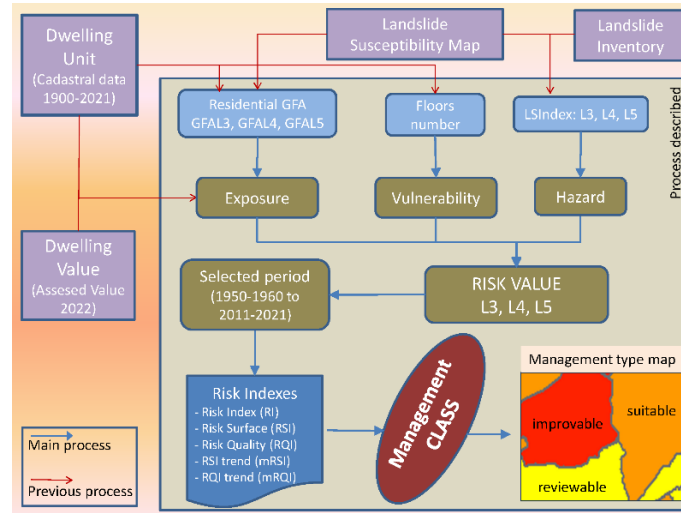 Dwelling
Unit
(Cadastral data
1900-2021)
Landslide
Susceptibility Map
Landslide
Inventory
Residential GFA
GFAL3, GFAL4, GFAL5
Floors
number
LSIndex: L3, L4, L5
Process described
Exposure
Vulnerability
Hazard
Dwelling
Value
(Assesed Value
2022)
Selected period
(1950-1960 to
2011-2021)
RISK VALUE
L3, L4, L5
Risk Indexes
- Risk Index (RI)
- Risk Surface (RSI)
- Risk Quality (RQI)
- RSI trend (mRSI)
- RQI trend (mRQI)
Management
CLASS
Management type map
improvable
suitable
reviewable
Main process
Previous process